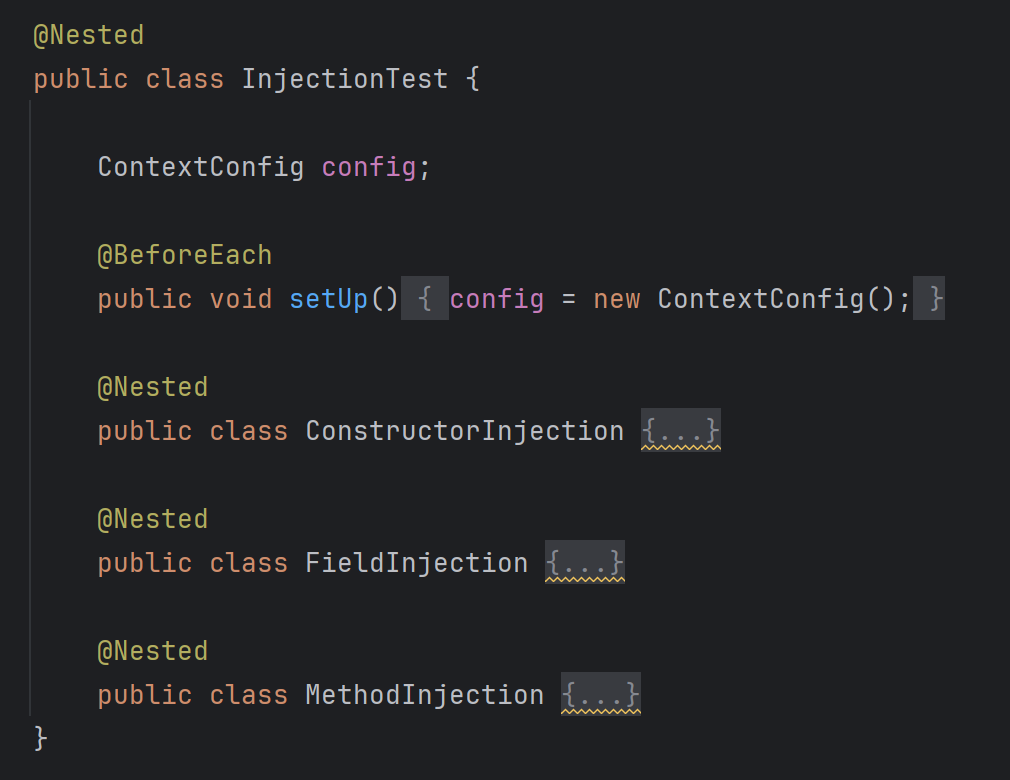 @Nested
public class InjectionTest {
ContextConfig config;
@BeforeEach
public void setUp() { config = new ContextConfig(); }
@Nested
public class ConstructorInjection {...}
@Nested
public class FieldInjection {...}
@Nested
public class MethodInjection {...}
}